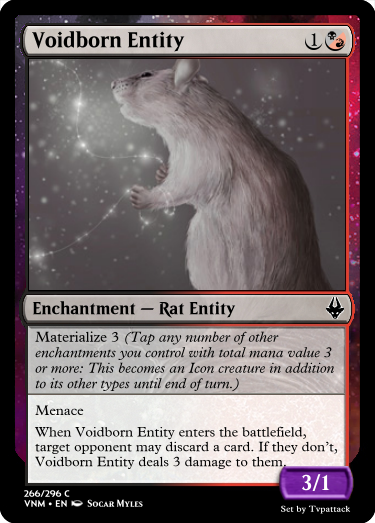 Voidborn Entity 1
Enchantment — Rat Entity
Materialize 3 (Tap any number of other
enchantments you control with total mana value 3
or more: This becomes an Icon creature in addition
to its other types until end of turn.)
Menace
When Voidborn Entity enters the battlefield,
target opponent may discard a card. If they don't,
Voidborn Entity deals 3 damage to them.
3/1
266/296 C
VNM • EN Socar Myles
Set by Tvpattack